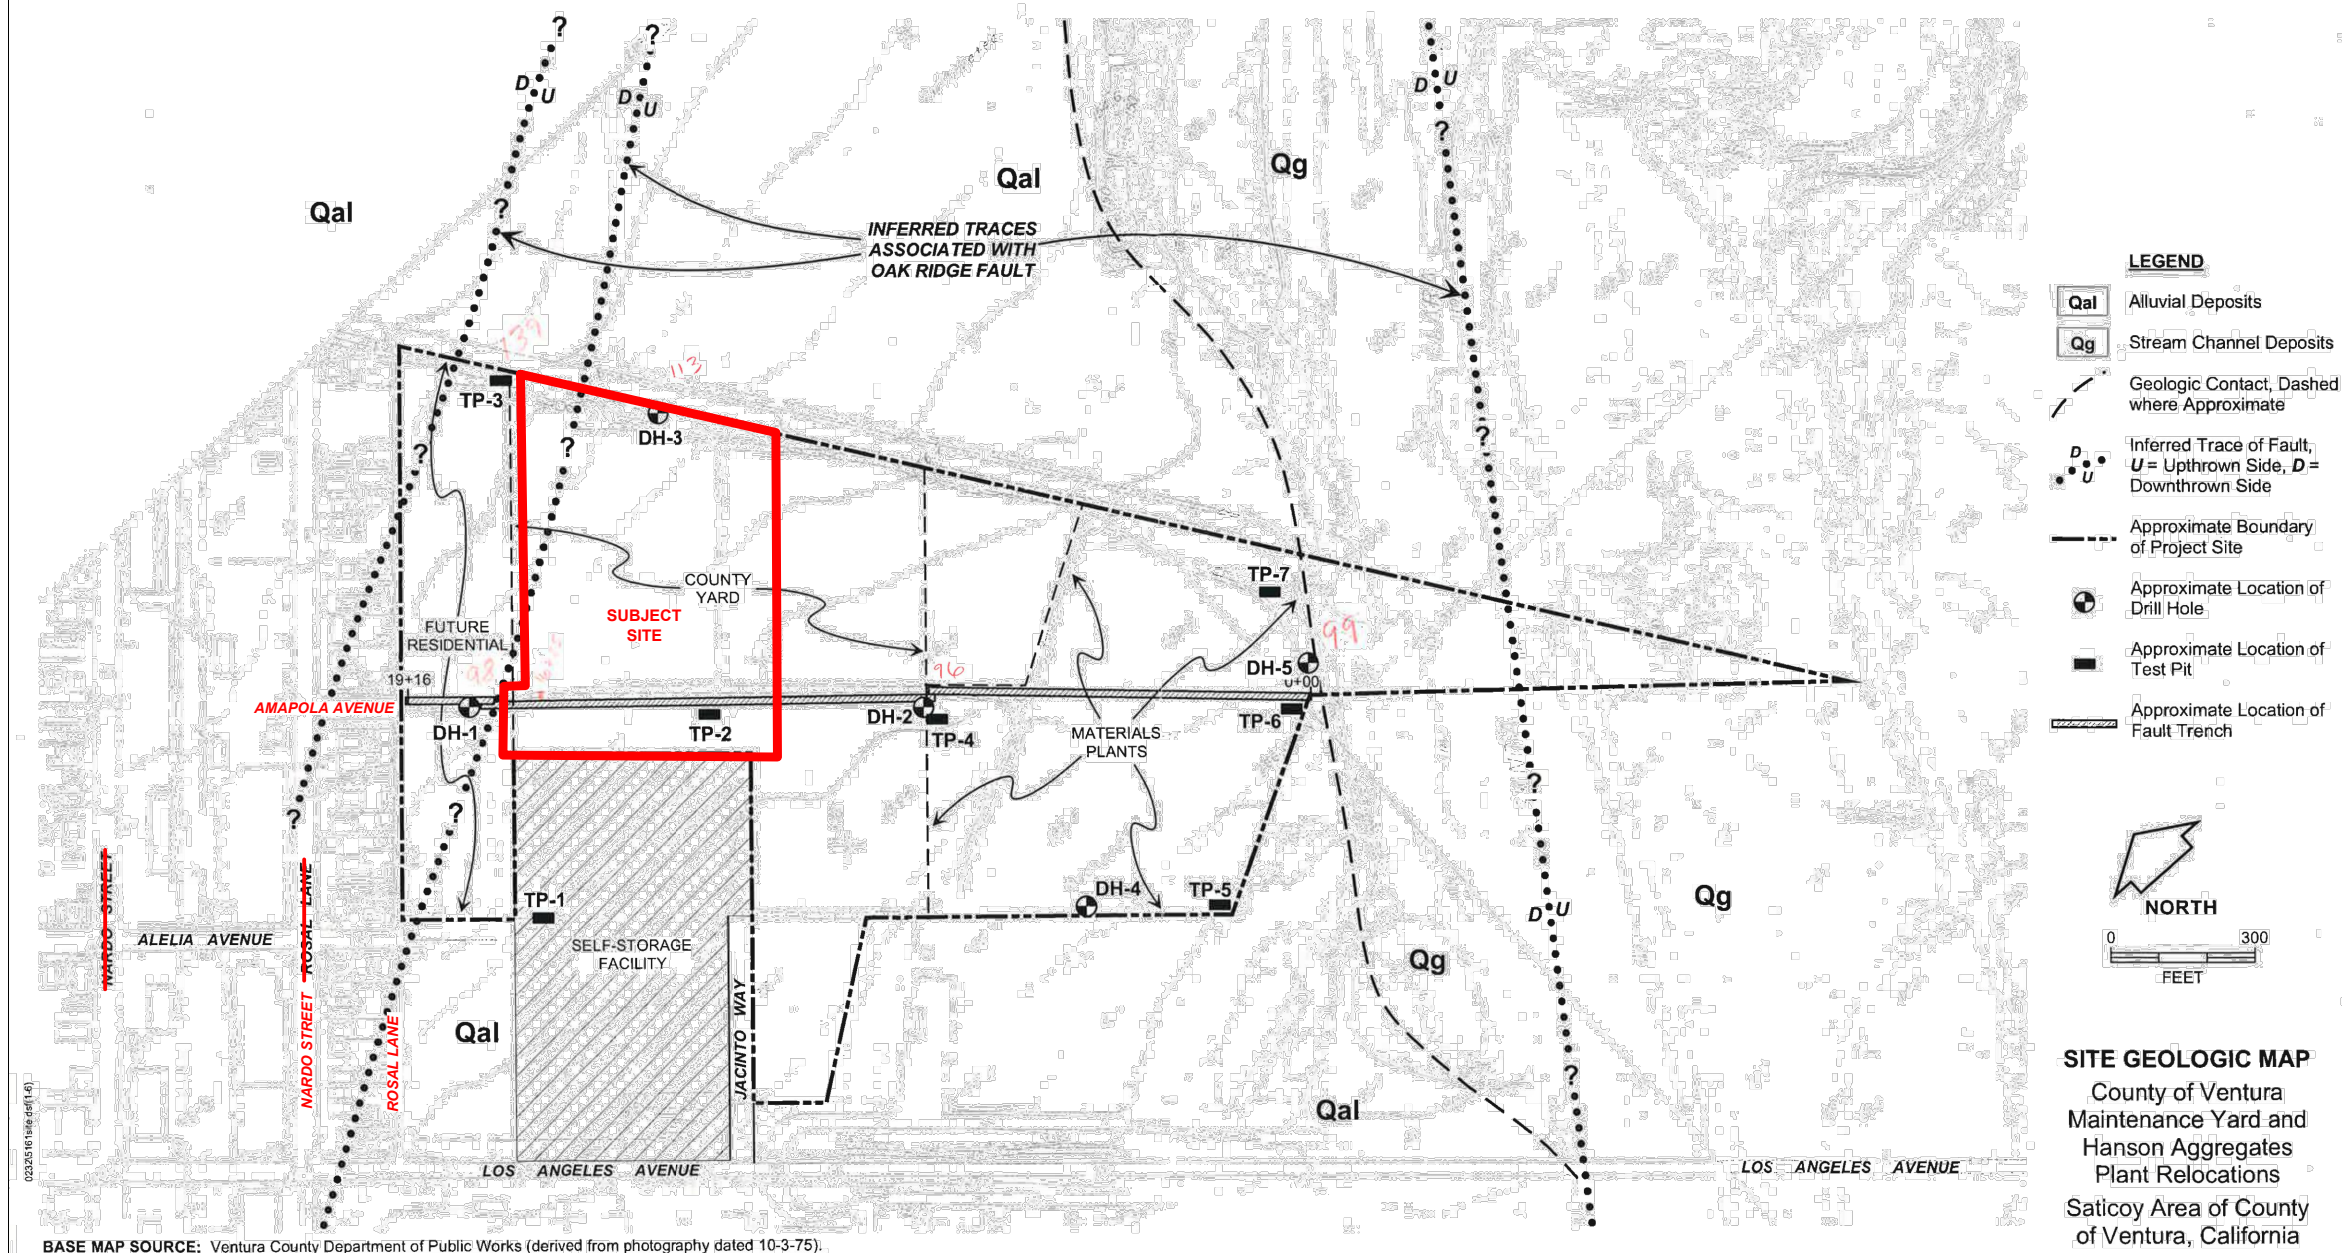 ?
?
D
U
D
U
D
U
?
Qg
Qal
?
Qal
INFERRED TRACES
ASSOCIATED WITH
OAK RIDGE FAULT
139
113
TP-3
DH-3
?
?
?
COUNTY
YARD
TP-7
SUBJECT
SITE
FUTURE
RESIDENTIAL
99
98
96
DH-5
19+16
0+00
AMAPOLA AVENUE
DH-1
TP-2
DH-2
TP-4
TP-6
MATERIALS
PLANTS
?
?
?
TP-1
DH-4
TP-5
Qg
D
U
NARDO STREET
ROSAL LANE
ALELIA AVENUE
SELF-STORAGE
FACILITY
Qg
JACINTO WAY
Qal
NARDO STREET
ROSAL LANE
?
Qal
LOS ANGELES AVENUE
LOS ANGELES AVENUE
LEGEND
Qal Alluvial Deposits
Qg Stream Channel Deposits
Geologic Contact, Dashed
where Approximate
D
U
Inferred Trace of Fault,
U = Upthrown Side, D =
Downthrown Side
Approximate Boundary
of Project Site
Approximate Location of
Drill Hole
Approximate Location of
Test Pit
Approximate Location of
Fault Trench
NORTH
0 300
FEET
SITE GEOLOGIC MAP
County of Ventura
Maintenance Yard and
Hanson Aggregates
Plant Relocations
Saticoy Area of County
of Ventura, California
BASE MAP SOURCE: Ventura County Department of Public Works (derived from photography dated 10-3-75).